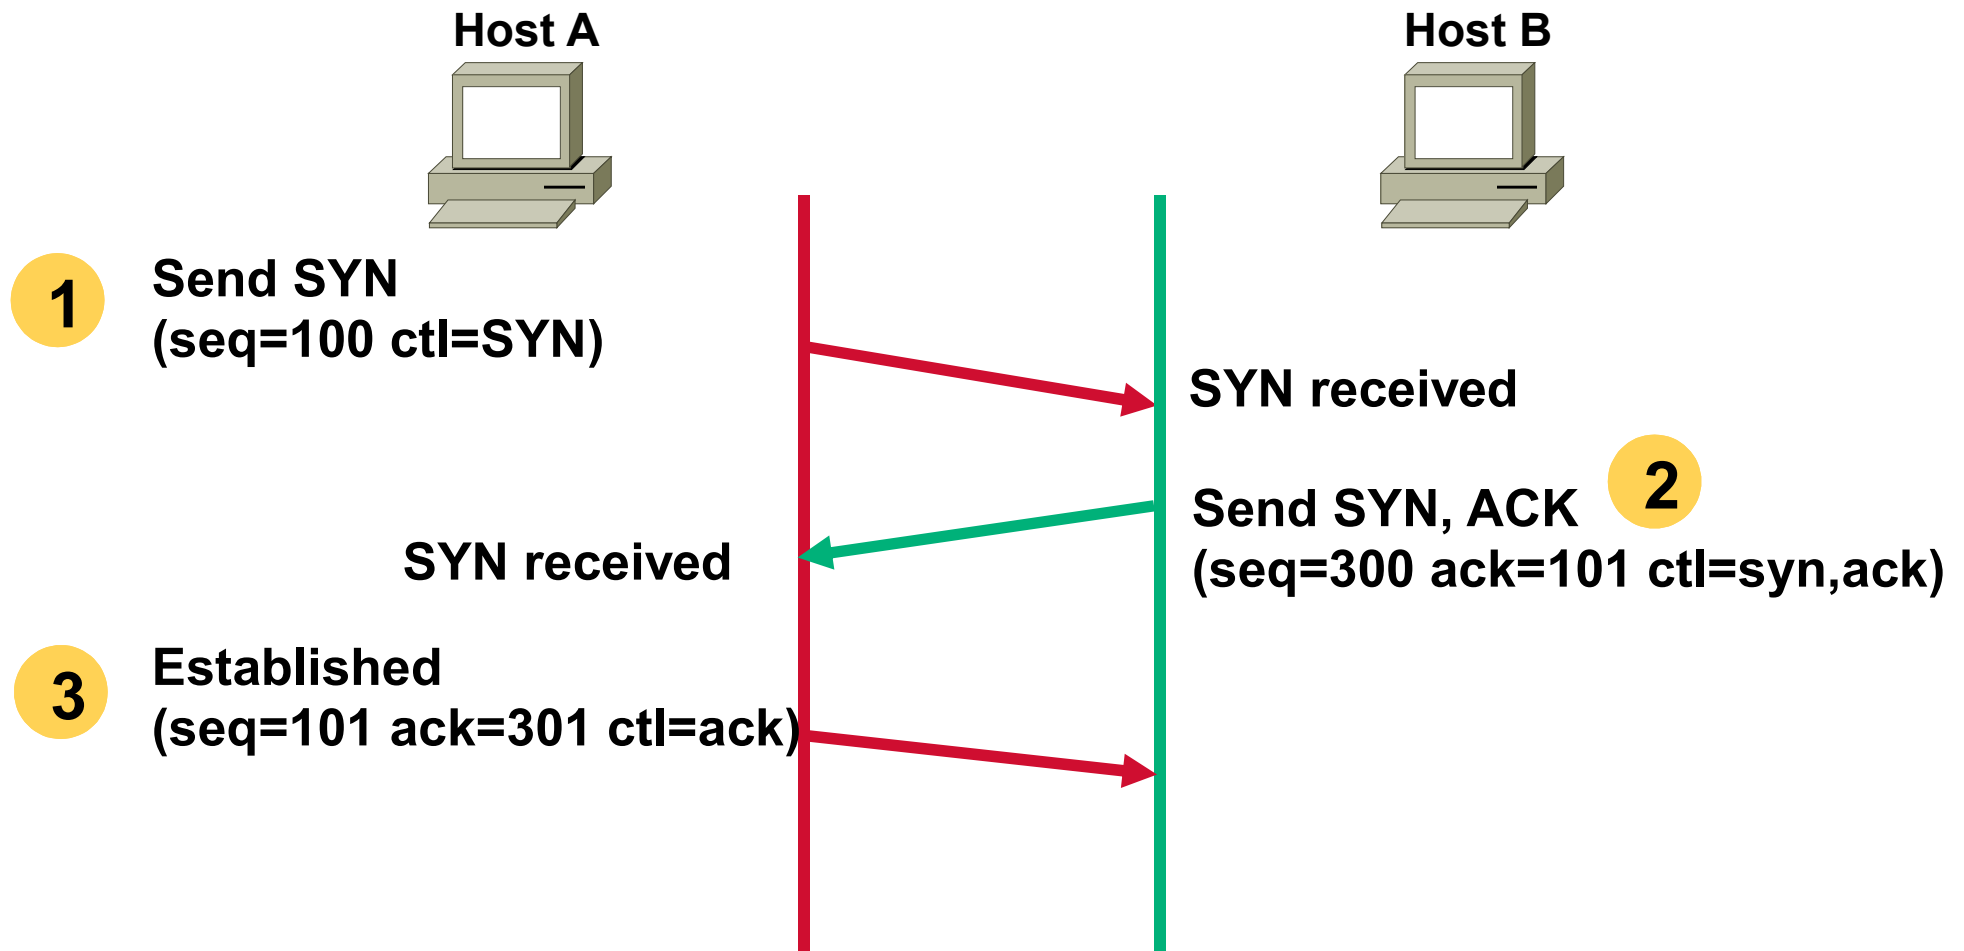 Host A
Host B
1
Send SYN
(seq=100 ctl=SYN)
SYN received
2
Send SYN, ACK
(seq=300 ack=101 ctl=syn,ack)
SYN received
3
Established
(seq=101 ack=301 ctl=ack)